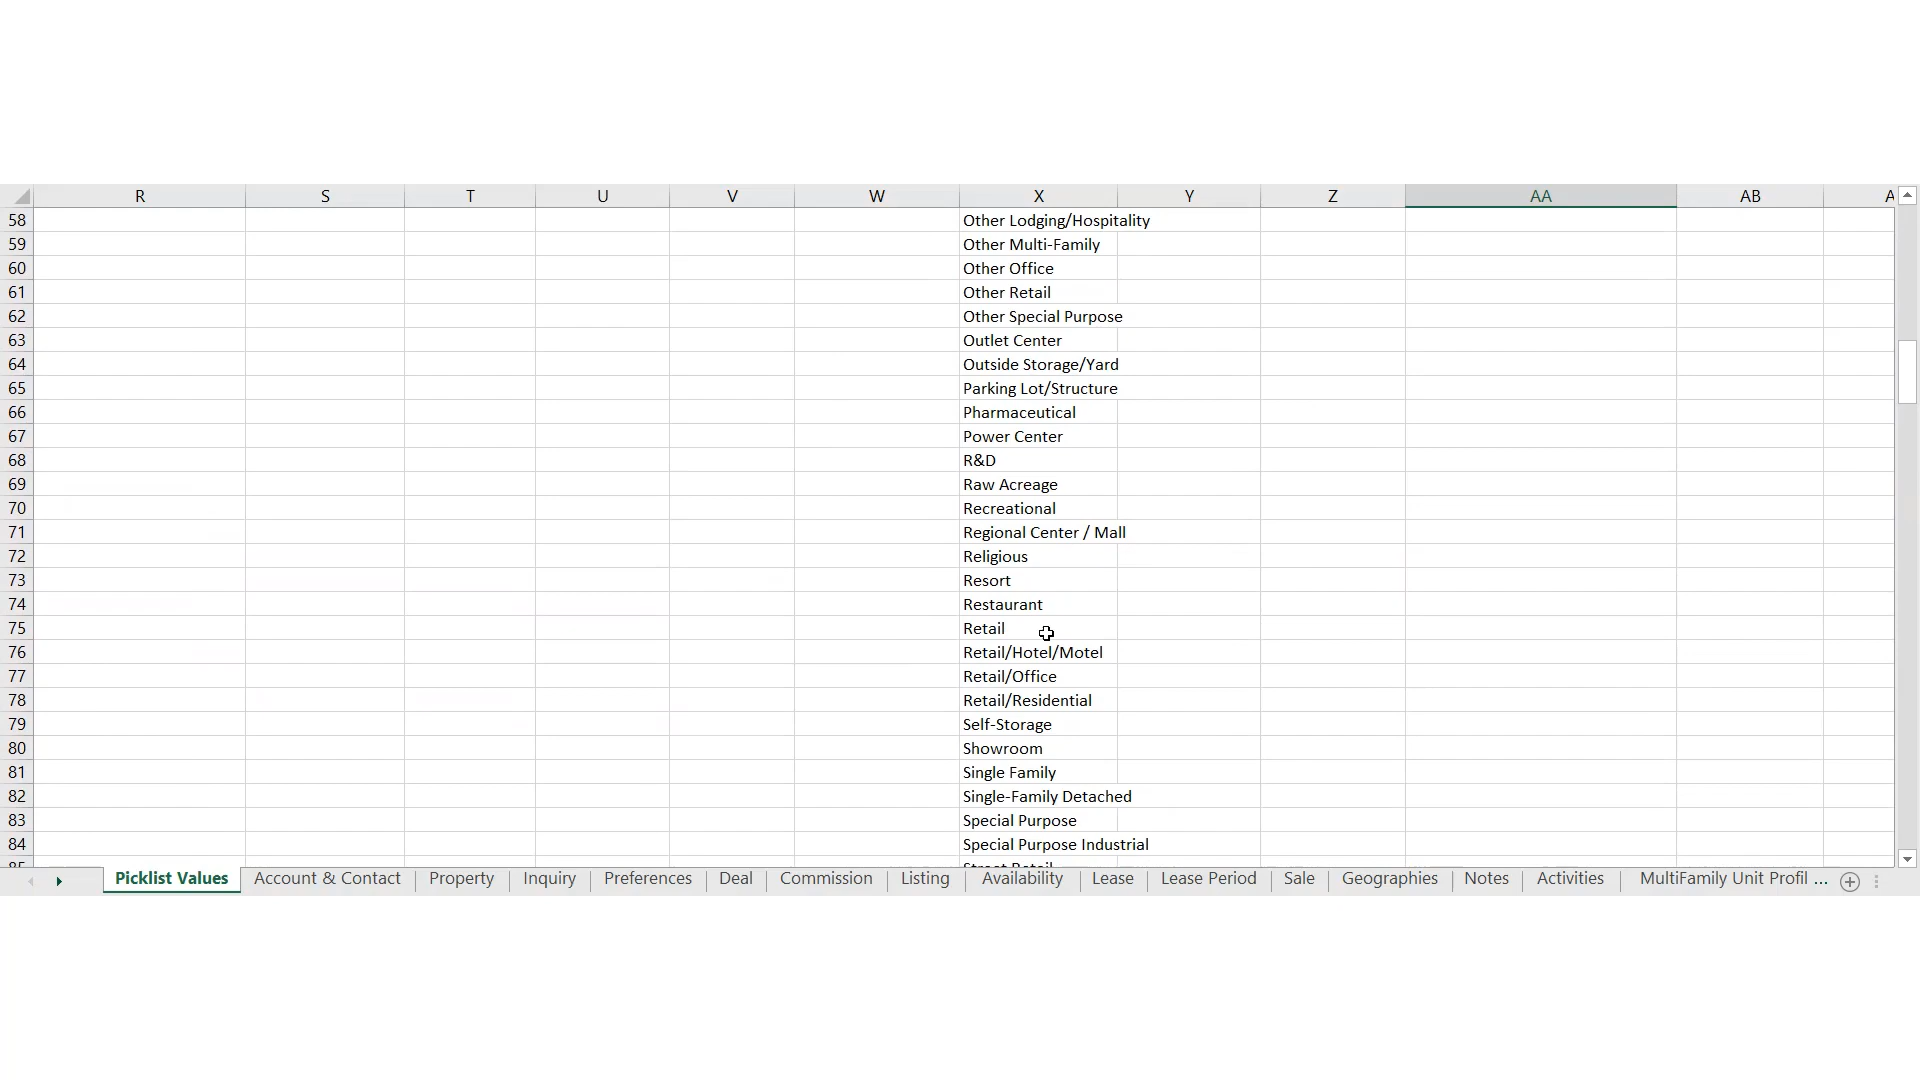 R S T U V W X Y Z AA AB A
58 Other Lodging/Hospitality
59 Other Multi-Family
60 Other Office
61 Other Retail
62 Other Special Purpose
63 Outlet Center
64 Outside Storage/Yard
65 Parking Lot/Structure
66 Pharmaceutical
67 Power Center
68 R&D
69 Raw Acreage
70 Recreational
71 Regional Center / Mall
72 Religious
73 Resort
74 Restaurant
75 Retail
76 Retail/Hotel/Motel
77 Retail/Office
78 Retail/Residential
79 Self-Storage
80 Showroom
81 Single Family
82 Single-Family Detached
83 Special Purpose
84 Special Purpose Industrial
85 Street Retail
Picklist Values Account & Contact Property Inquiry Preferences Deal Commission Listing Availability Lease Lease Period Sale Geographies Notes Activities MultiFamily Unit Profil ...